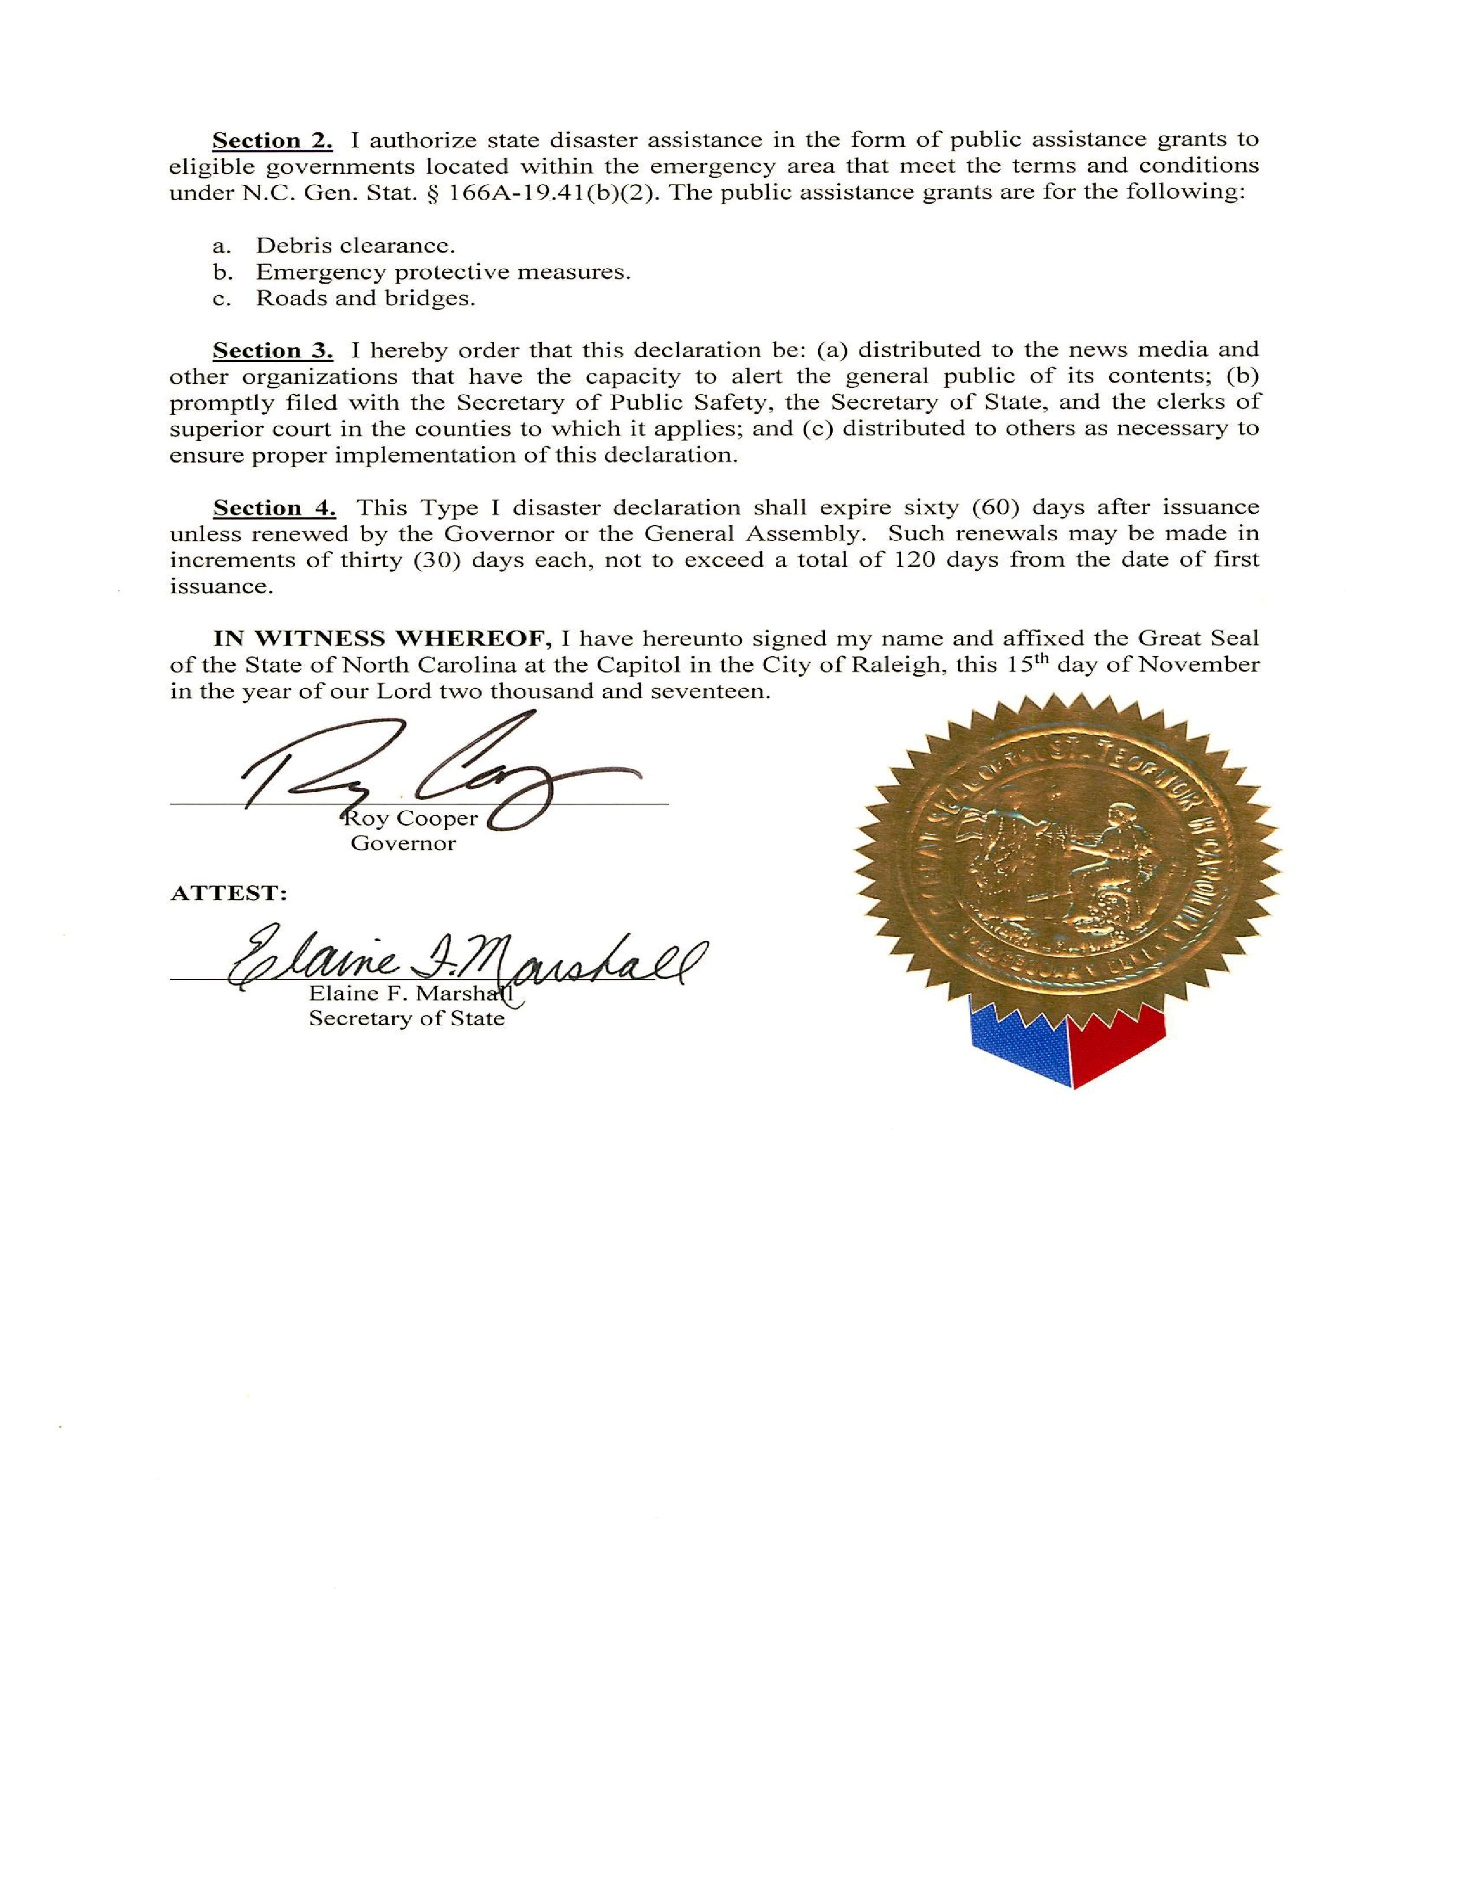 Section 2. I authorize state disaster assistance in the form of public assistance grants to
eligible governments located within the emergency area that meet the terms and conditions
under N.C. Gen. Stat. § 166A-19.41(b)(2). The public assistance grants are for the following:
a. Debris clearance.
b. Emergency protective measures.
c. Roads and bridges.
Section 3. I hereby order that this declaration be: (a) distributed to the news media and
other organizations that have the capacity to alert the general public of its contents; (b)
promptly filed with the Secretary of Public Safety, the Secretary of State, and the clerks of
superior court in the counties to which it applies; and (c) distributed to others as necessary to
ensure proper implementation of this declaration.
Section 4. This Type I disaster declaration shall expire sixty (60) days after issuance
unless renewed by the Governor or the General Assembly. Such renewals may be made in
increments of thirty (30) days each, not to exceed a total of 120 days from the date of first
issuance.
IN WITNESS WHEREOF, I have hereunto signed my name and affixed the Great Seal
of the State of North Carolina at the Capitol in the City of Raleigh, this 15th day of November
in the year of our Lord two thousand and seventeen.
Roy Cooper
Governor
ATTEST:
Elaine F. Marshall
Elaine F. Marshall
Secretary of State